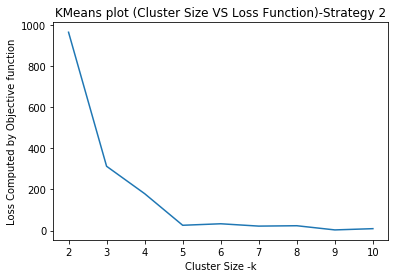 KMeans plot (Cluster Size VS Loss Function)-Strategy 2
Loss Computed by Objective function
1000
800
600
400
200
0
2 3 4 5 6 7 8 9 10
Cluster Size -k